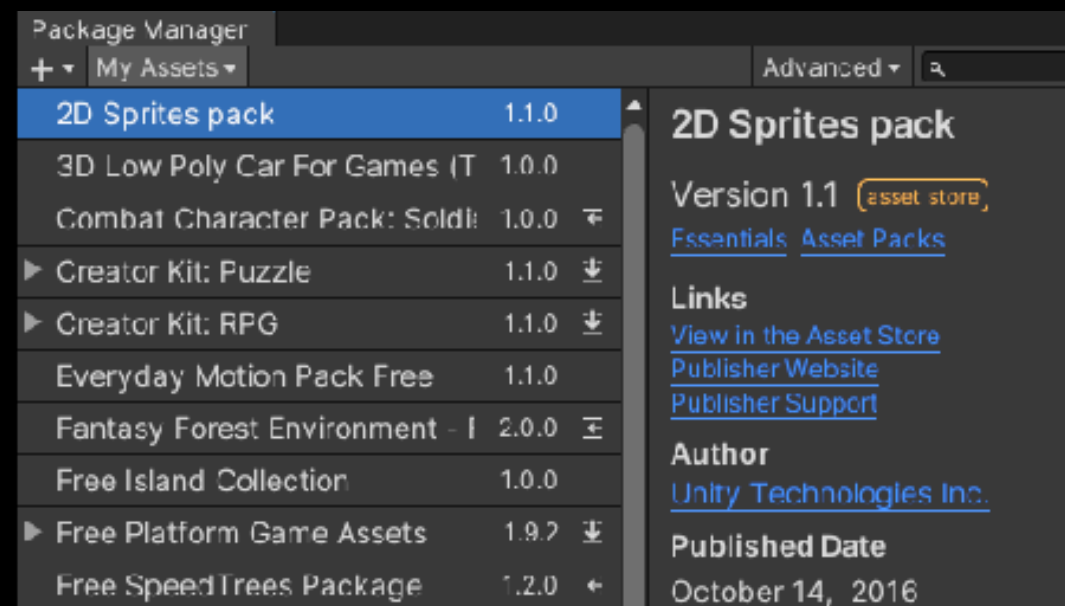 Package Manager
+ My Assets Advanced
2D Sprites pack 1.1.0
3D Low Poly Car For Games (T 1.0.0
Combat Character Pack: Soldi 1.0.0
Creator Kit: Puzzle 1.1.0
Creator Kit: RPG 1.1.0
Everyday Motion Pack Free 1.1.0
Fantasy Forest Environment - 2.0.0
Free Island Collection 1.0.0
Free Platform Game Assets 1.9.2
Free SpeedTrees Package 1.2.0
2D Sprites pack
Version 1.1 asset store
Essentials Asset Packs
Links
View in the Asset Store
Publisher Website
Publisher Support
Author
Unity Technologies Inc.
Published Date
October 14, 2016